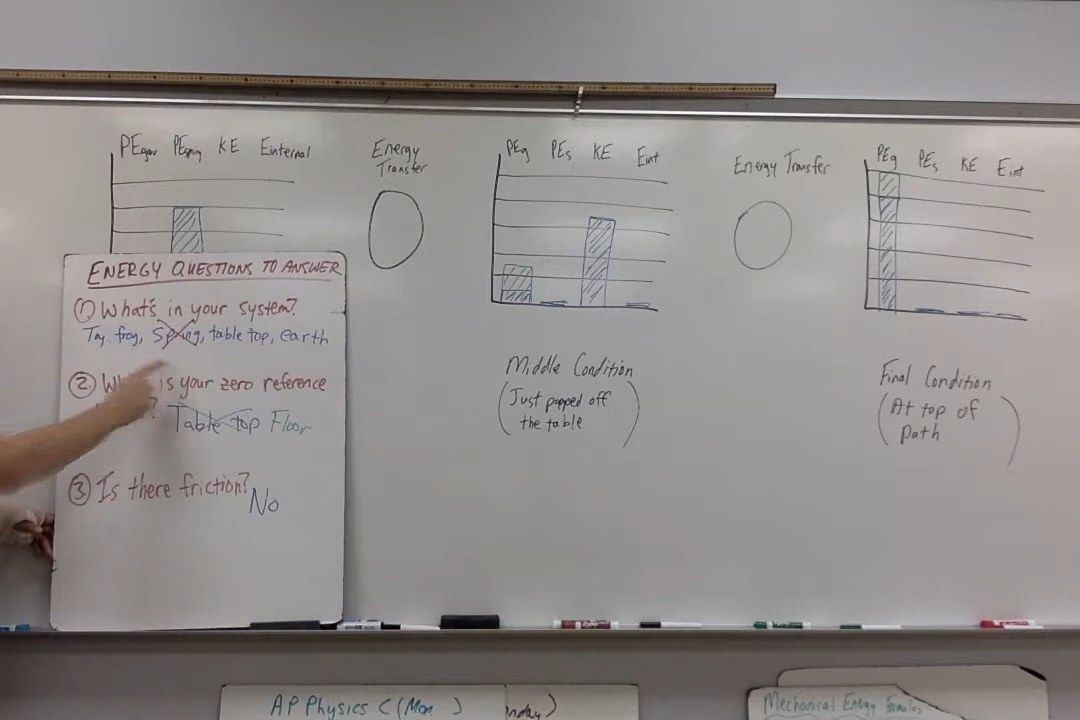 PEgrav PEspring KE Einternal
Energy Transfer
PEg PEs KE Eint
Energy Transfer
PEg PEs KE Eint
ENERGY QUESTIONS TO ANSWER
① What's in your system?
Toy frog, Spring, table top, earth
② is your zero reference
?
Table top Floor
③ Is there friction?
No
Middle Condition
(Just popped off
the table)
Final Condition
(At top of
path)
AP Physics C (Mon )
nday)
Mechanical Energy Formulas